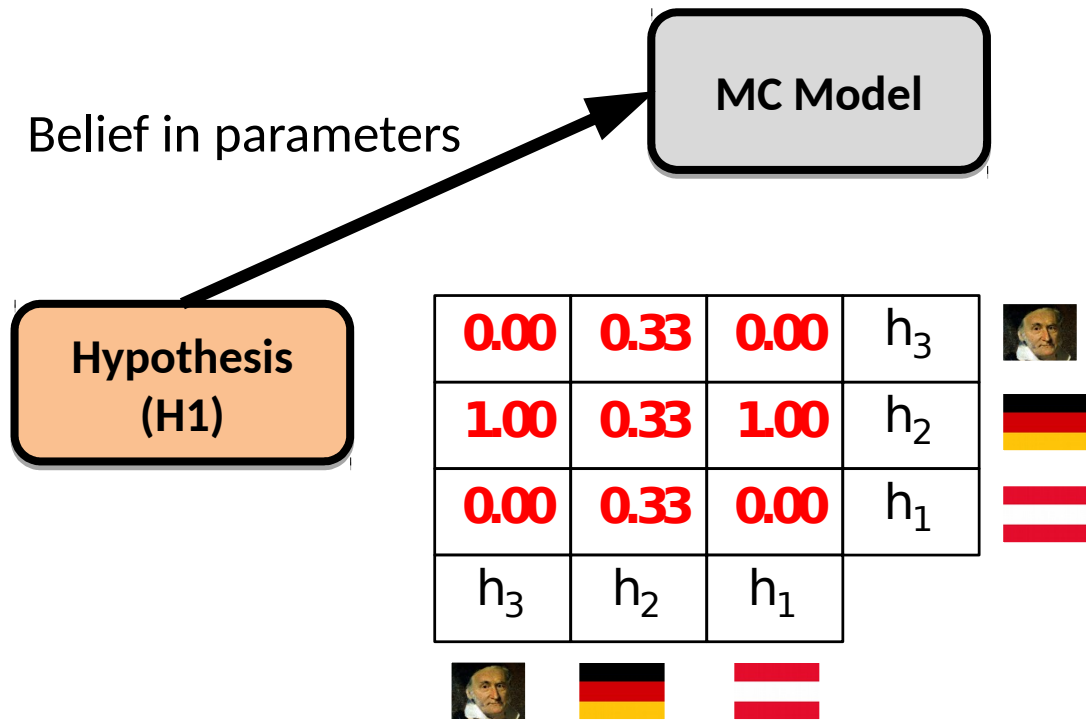 MC Model
Belief in parameters
Hypothesis
(H1)
0.00 0.33 0.00 h₃
1.00 0.33 1.00 h₂
0.00 0.33 0.00 h₁
h₃ h₂ h₁